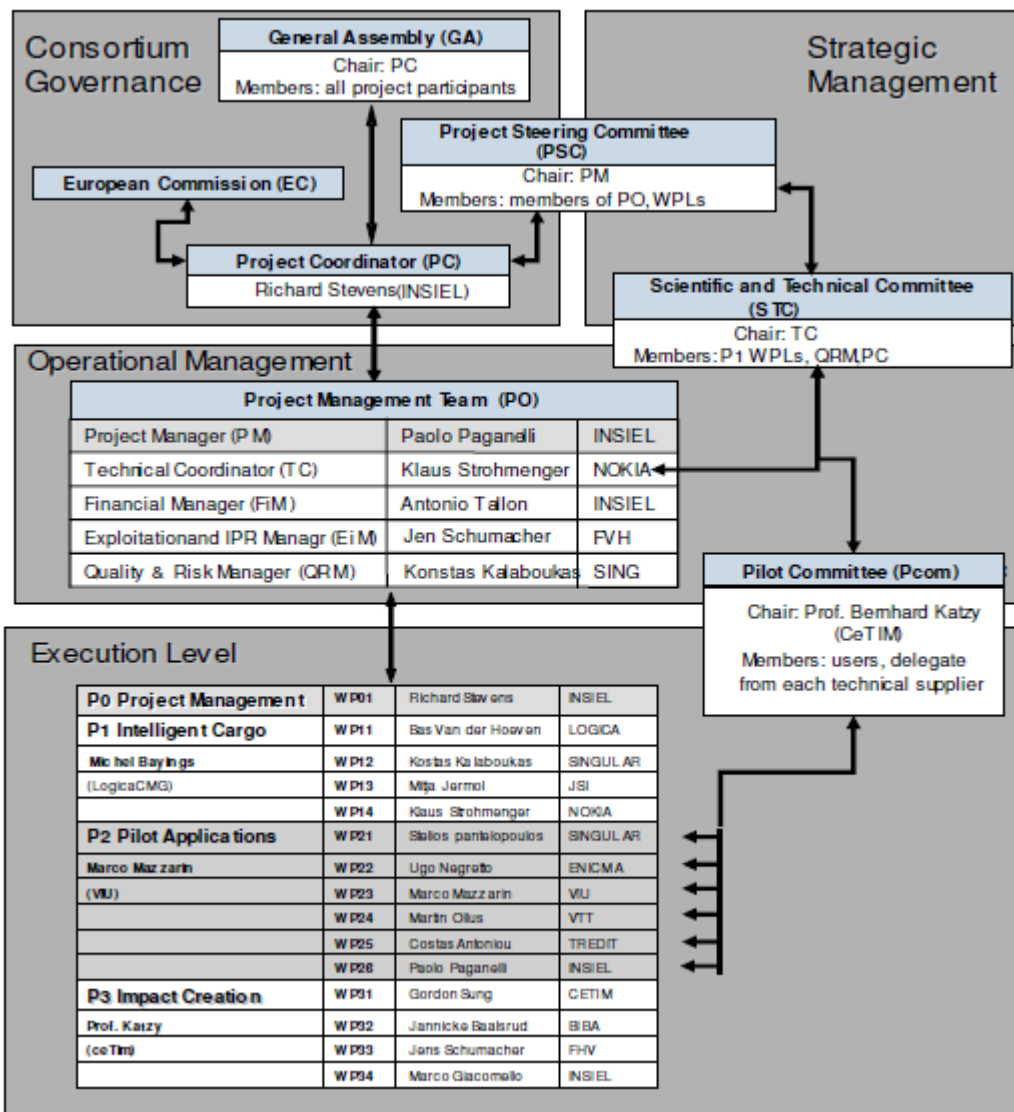 Consortium
Governance
General Assembly (GA)
Chair: PC
Members: all project participants
Strategic
Management
Project Steering Committee
(PSC)
Chair: PM
Members: members of PO, WPLs
European Commission (EC)
Project Coordinator (PC)
Richard Stevens(INSIEL)
Scientific and Technical Committee
(STC)
Chair: TC
Members: P1 WPLs, QRM,PC
Operational Management
Project Management Team (PO)
Project Manager (PM) Paolo Paganelli INSIEL
Technical Coordinator (TC) Klaus Strohmenger NOKIA
Financial Manager (FiM) Antonio Tallon INSIEL
Exploitationand IPR Managr (EiM) Jen Schumacher FVH
Quality & Risk Manager (QRM) Konstas Kalaboukas SING
Pilot Committee (Pcom)
Chair: Prof. Bernhard Katzy
(CeTIM)
Members: users, delegate
from each technical supplier
Execution Level
P0 Project Management WP01 Richard Stevens INSIEL
P1 Intelligent Cargo WP11 Bas Van der Hoeven LOGICA
Michel Bayings WP12 Kostas Kalaboukas SINGULAR
(LogicaCMG) WP13 Mitja Jermol JSI
WP14 Klaus Strohmenger NOKIA
P2 Pilot Applications WP21 Stelios pantelopoulos SINGULAR
Marco Mazzarin WP22 Ugo Negretto ENICMA
(VIU) WP23 Marco Mazzarin VIU
WP24 Martin Ollus VTT
WP25 Costas Antoniou TREDIT
WP26 Paolo Paganelli INSIEL
P3 Impact Creation WP31 Gordon Sung CETIM
Prof. Katzy WP32 Jannicke Baalsrud BIBA
(ceTim) WP33 Jens Schumacher FHV
WP34 Marco Giacomello INSIEL